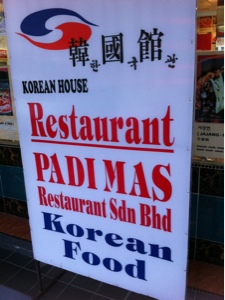 韓國館
한국관
KOREAN HOUSE
Restaurant
PADI MAS
Restaurant Sdn Bhd
Korean
Food